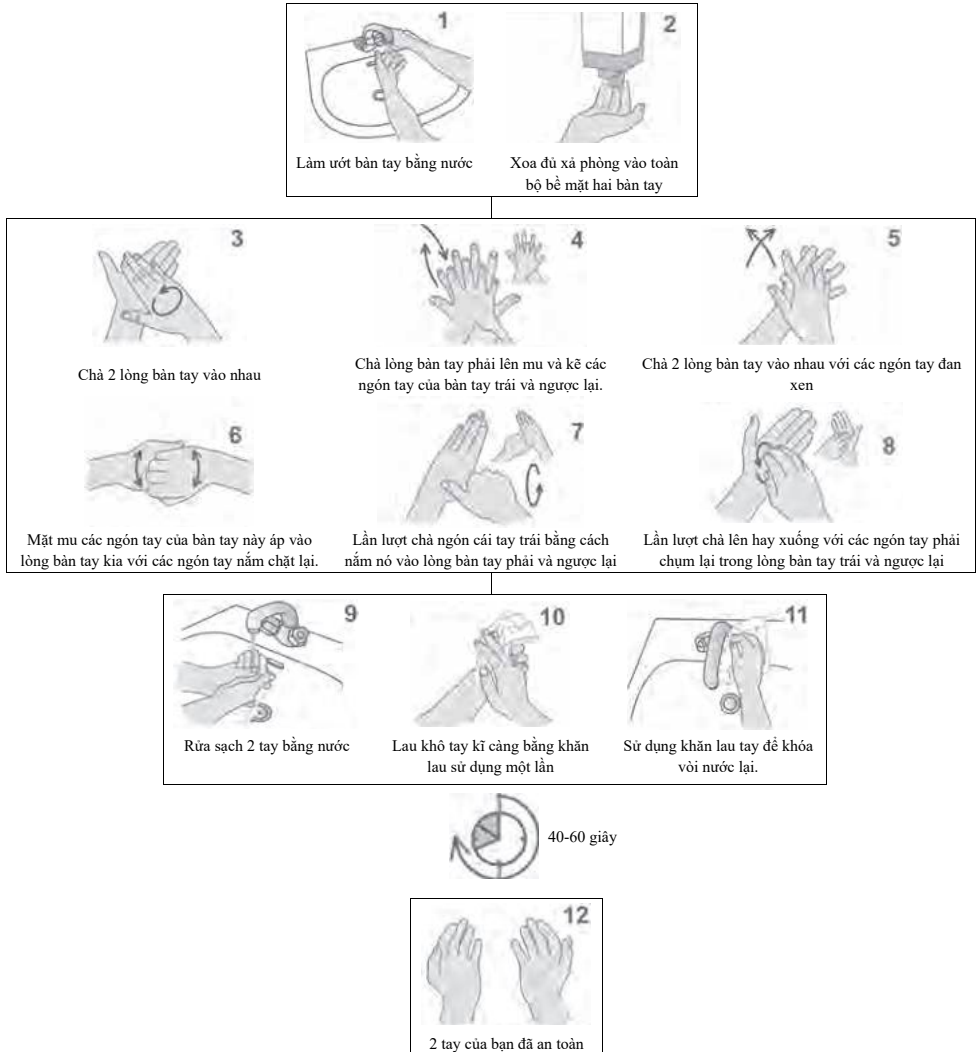 1
2
Làm ướt bàn tay bằng nước
Xoa đủ xả phòng vào toàn
bộ bề mặt hai bàn tay
3
4
5
Chà 2 lòng bàn tay vào nhau
Chà lòng bàn tay phải lên mu và kẽ các
ngón tay của bàn tay trái và ngược lại.
Chà 2 lòng bàn tay vào nhau với các ngón tay đan
xen
6
7
8
Mặt mu các ngón tay của bàn tay này áp vào
lòng bàn tay kia với các ngón tay nắm chặt lại.
Lần lượt chà ngón cái tay trái bằng cách
nắm nó vào lòng bàn tay phải và ngược lại
Lần lượt chà lên hay xuống với các ngón tay phải
chụm lại trong lòng bàn tay trái và ngược lại
9
10
11
Rửa sạch 2 tay bằng nước
Lau khô tay kĩ càng bằng khăn
lau sử dụng một lần
Sử dụng khăn lau tay để khóa
vòi nước lại.
40-60 giây
12
2 tay của bạn đã an toàn